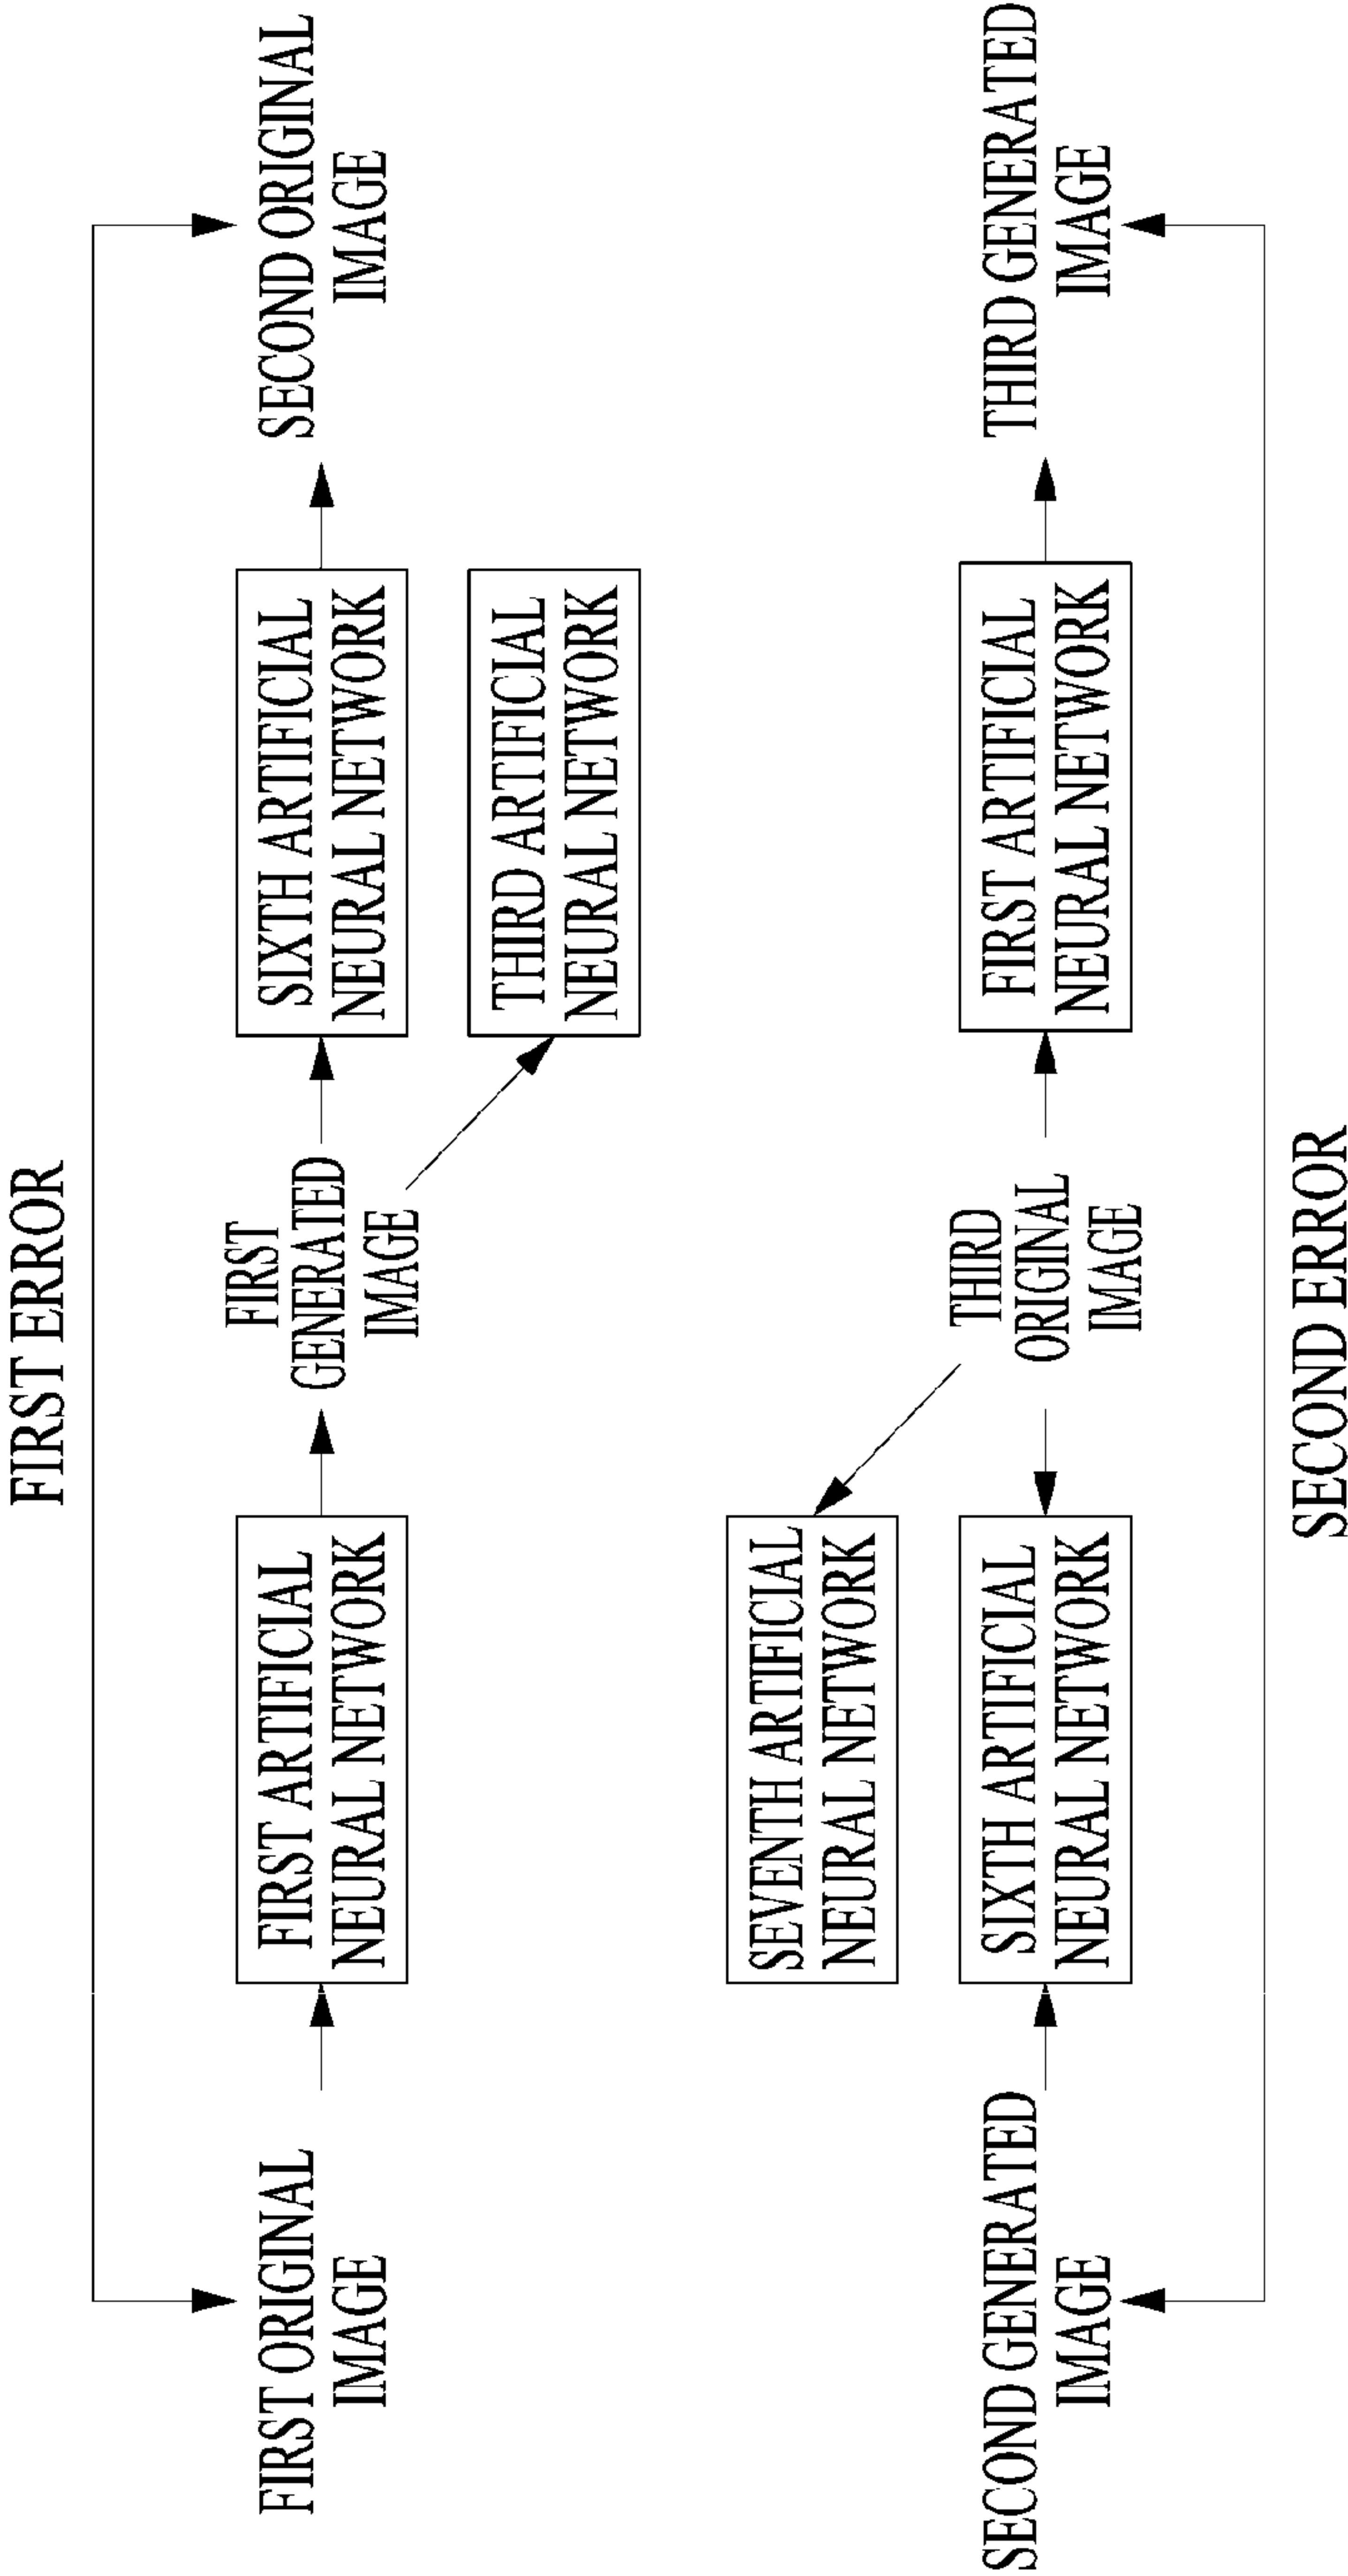 FIRST ERROR
FIRST ORIGINAL
IMAGE
FIRST ARTIFICIAL
NEURAL NETWORK
FIRST
GENERATED
IMAGE
SIXTH ARTIFICIAL
NEURAL NETWORK
SECOND ORIGINAL
IMAGE
THIRD ARTIFICIAL
NEURAL NETWORK
SEVENTH ARTIFICIAL
NEURAL NETWORK
SECOND GENERATED
IMAGE
SIXTH ARTIFICIAL
NEURAL NETWORK
THIRD
ORIGINAL
IMAGE
FIRST ARTIFICIAL
NEURAL NETWORK
THIRD GENERATED
IMAGE
SECOND ERROR